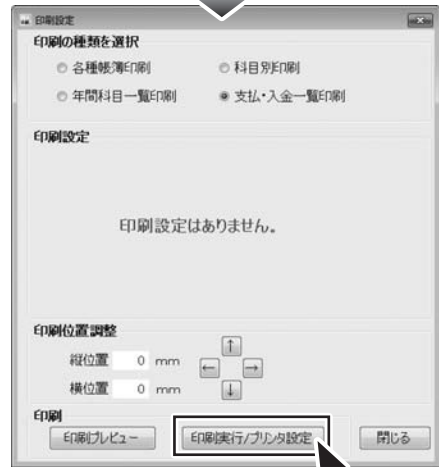 印刷設定
印刷の種類を選択
各種帳簿印刷 科目別印刷
年間科目一覧印刷 支払・入金一覧印刷
印刷設定
印刷設定はありません。
印刷位置調整
縦位置 0 mm
↑
← →
横位置 0 mm
↓
印刷
印刷プレビュー 印刷実行/プリンタ設定 閉じる